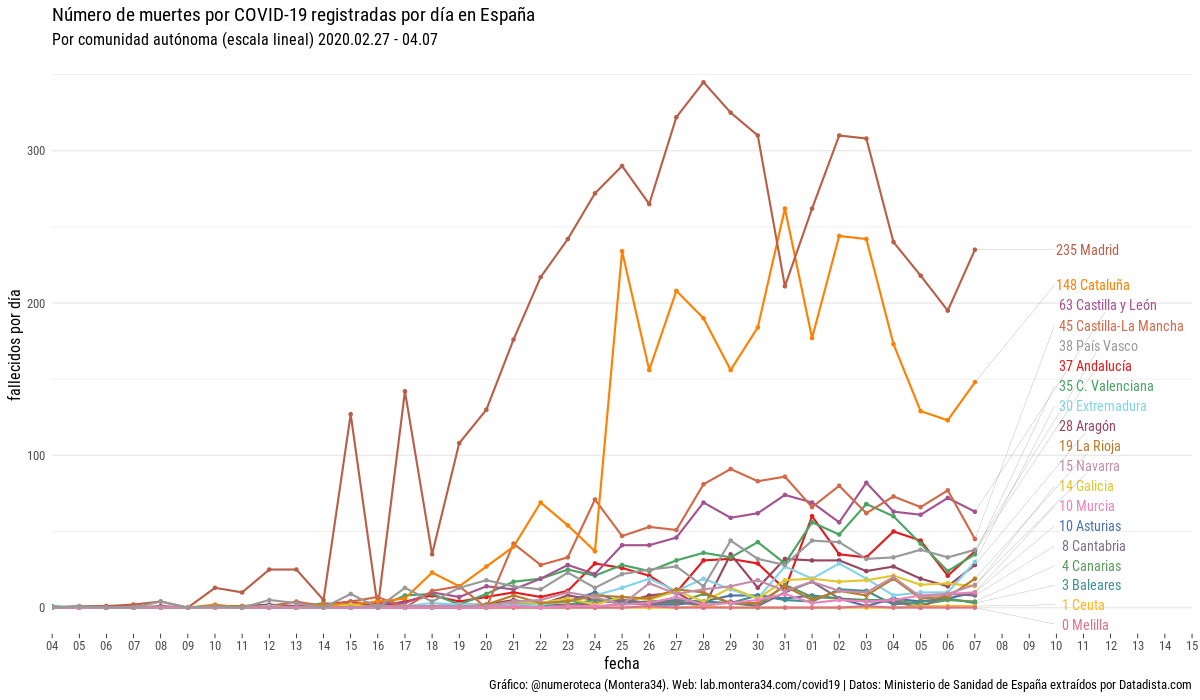 Número de muertes por COVID-19 registradas por día en España
Por comunidad autónoma (escala lineal) 2020.02.27 - 04.07
fallecidos por día
300
200
100
0
235 Madrid
148 Cataluña
63 Castilla y León
45 Castilla-La Mancha
38 País Vasco
37 Andalucía
35 C. Valenciana
30 Extremadura
28 Aragón
19 La Rioja
15 Navarra
14 Galicia
10 Murcia
10 Asturias
8 Cantabria
4 Canarias
3 Baleares
1 Ceuta
0 Melilla
04 05 06 07 08 09 10 11 12 13 14 15 16 17 18 19 20 21 22 23 24 25 26 27 28 29 30 31 01 02 03 04 05 06 07 08 09 10 11 12 13 14 15
fecha
Gráfico: @numeroteca (Montera34). Web: lab.montera34.com/covid19 | Datos: Ministerio de Sanidad de España extraídos por Datadista.com